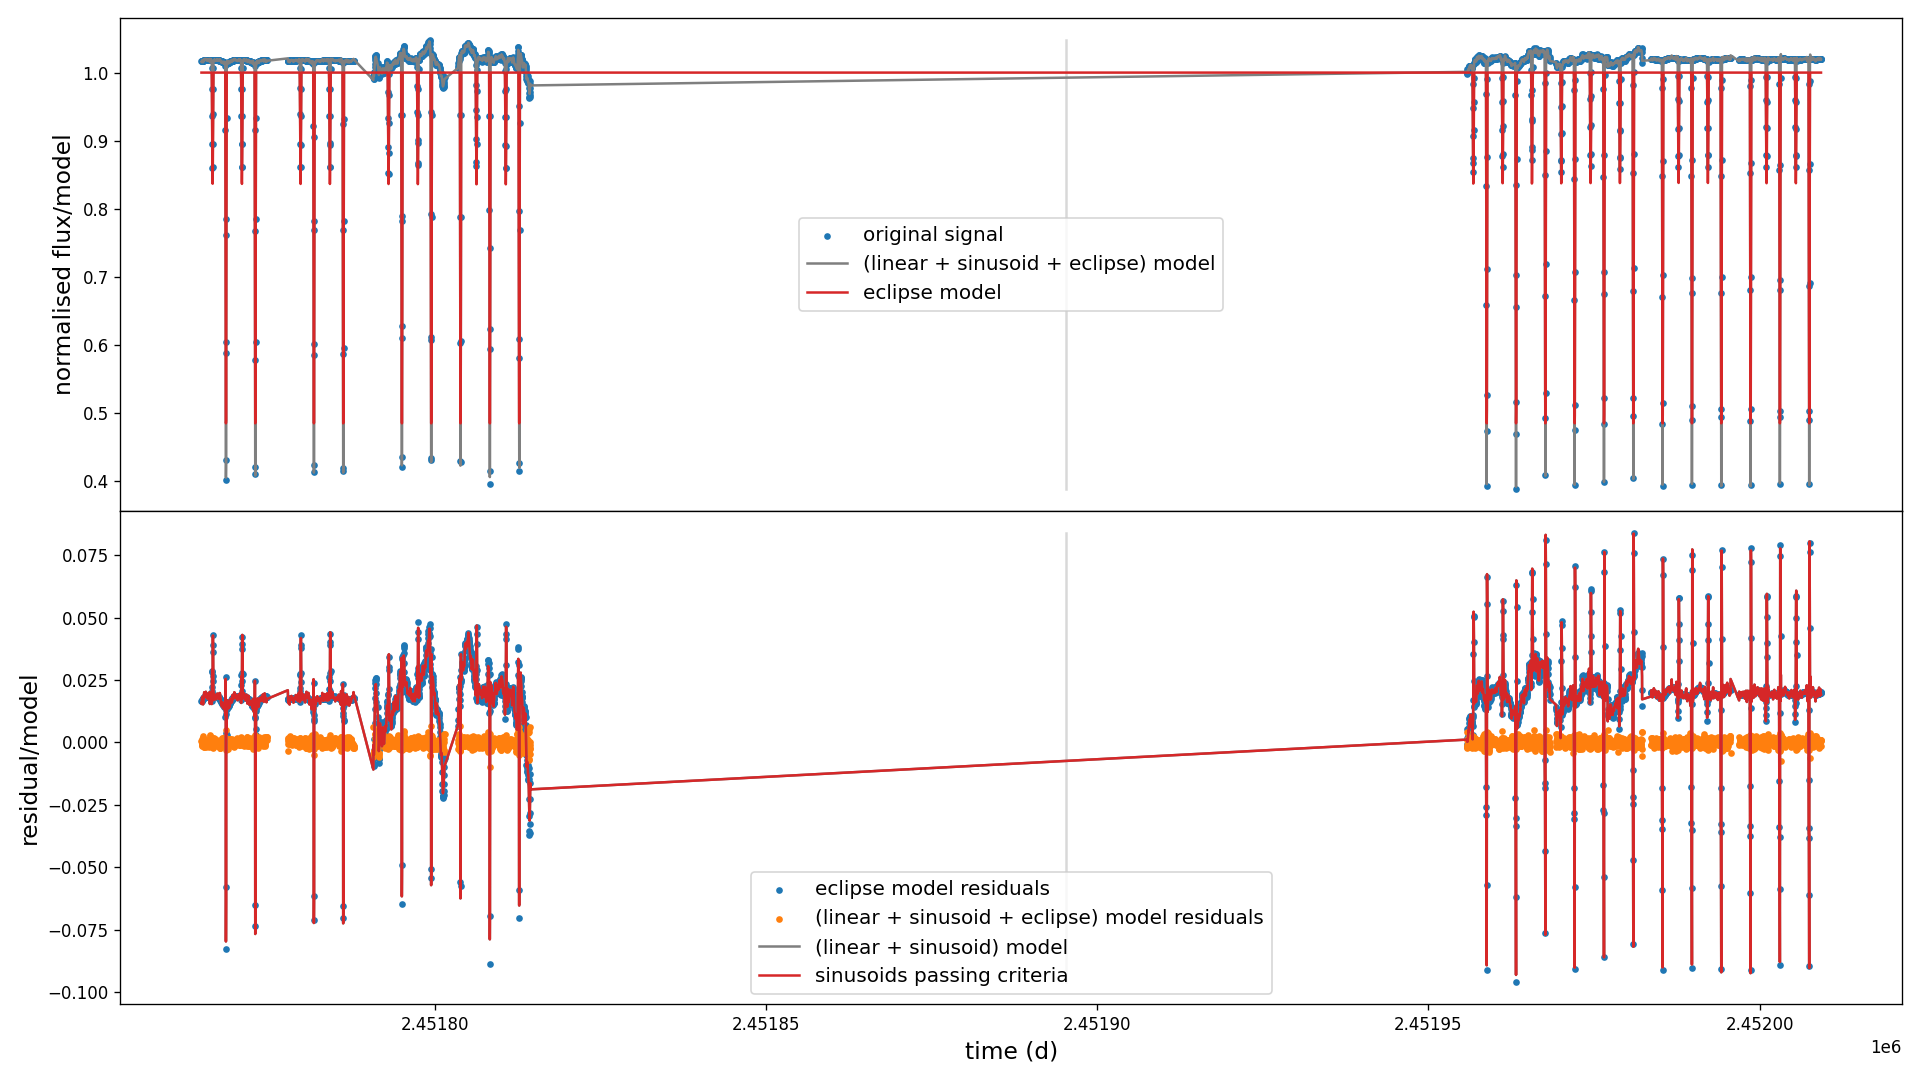 normalised flux/model
1.0
0.9
0.8
0.7
0.6
0.5
0.4
original signal
(linear + sinusoid + eclipse) model
eclipse model
residual/model
0.075
0.050
0.025
0.000
−0.025
−0.050
−0.075
−0.100
eclipse model residuals
(linear + sinusoid + eclipse) model residuals
(linear + sinusoid) model
sinusoids passing criteria
2.45180 2.45185 2.45190 2.45195 2.45200
1e6
time (d)